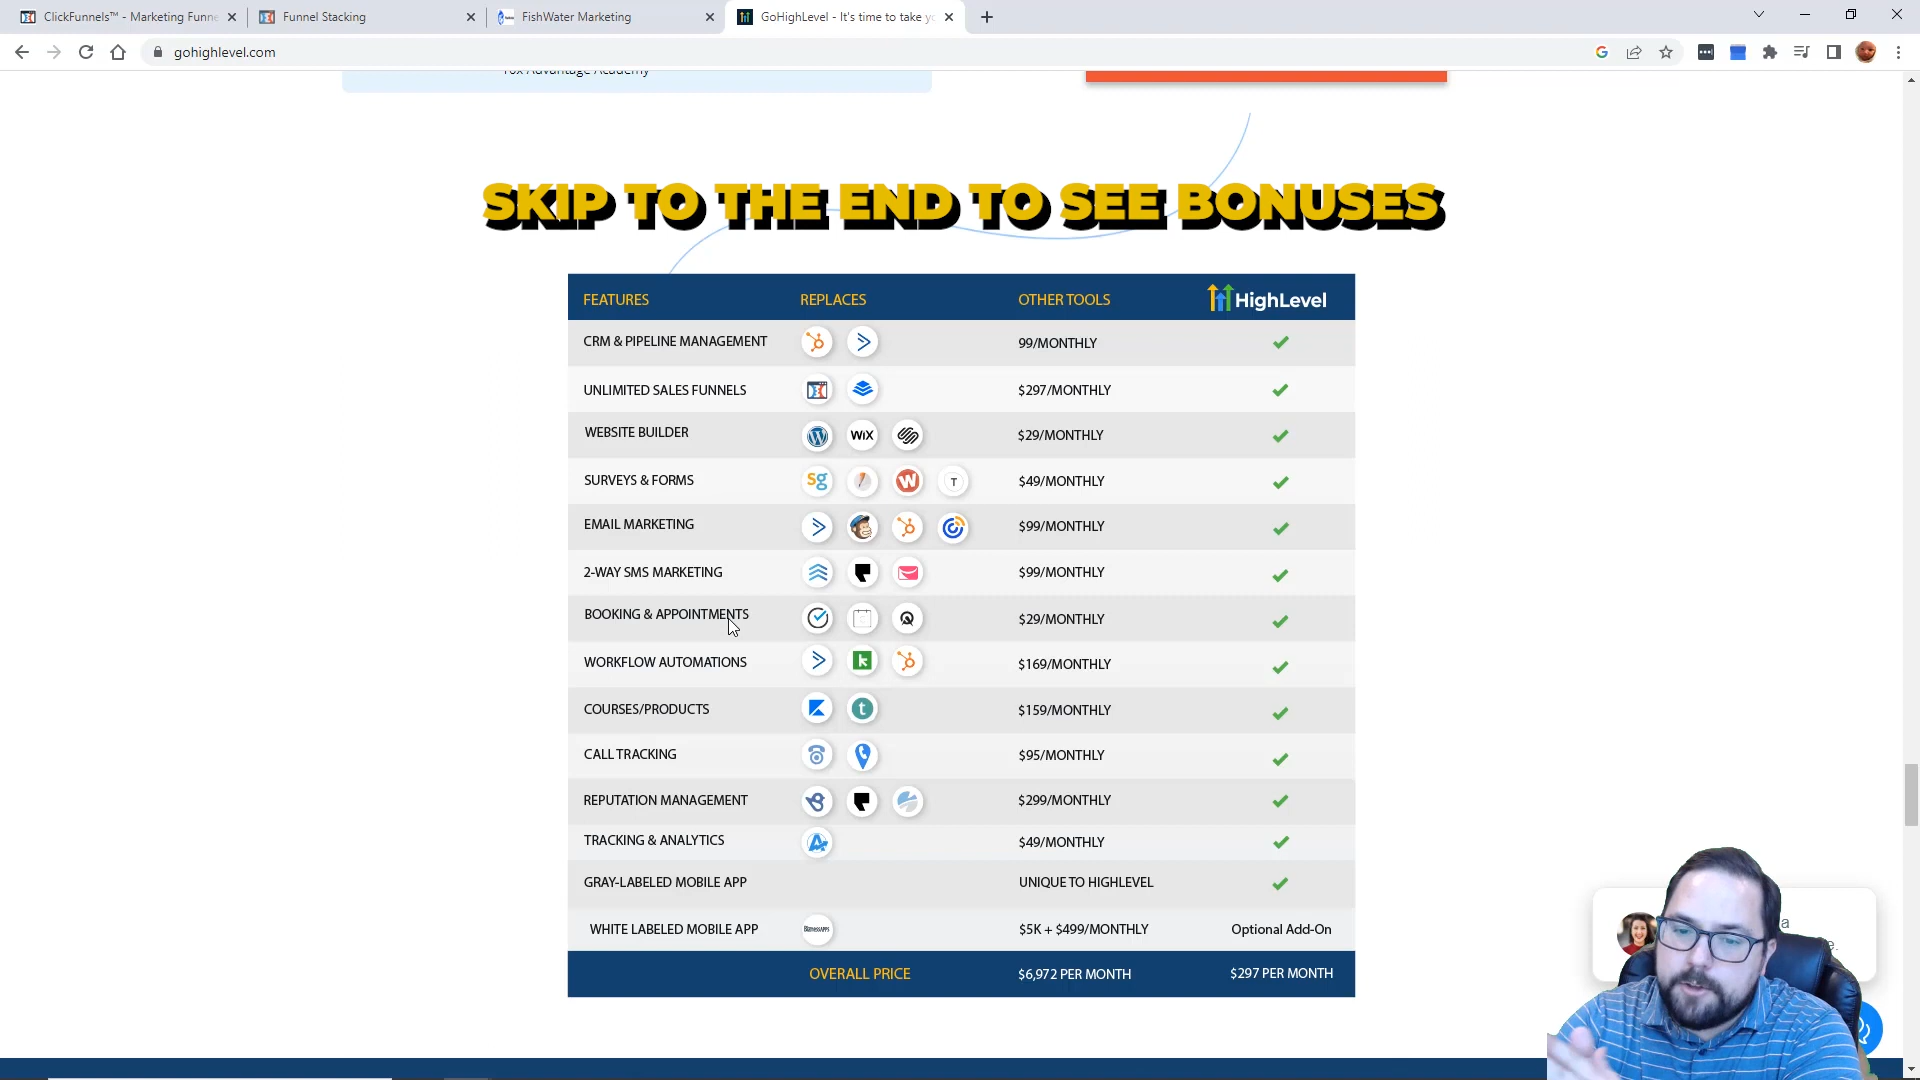 ClickFunnels™ - Marketing Funne
Funnel Stacking
FishWater Marketing
GoHighLevel - It's time to take yo
gohighlevel.com
10x Advantage Academy
SKIP TO THE END TO SEE BONUSES
FEATURES REPLACES OTHER TOOLS HighLevel
CRM & PIPELINE MANAGEMENT 99/MONTHLY
UNLIMITED SALES FUNNELS $297/MONTHLY
WEBSITE BUILDER WiX $29/MONTHLY
SURVEYS & FORMS sg W T $49/MONTHLY
EMAIL MARKETING $99/MONTHLY
2-WAY SMS MARKETING $99/MONTHLY
BOOKING & APPOINTMENTS $29/MONTHLY
WORKFLOW AUTOMATIONS k $169/MONTHLY
COURSES/PRODUCTS t $159/MONTHLY
CALL TRACKING $95/MONTHLY
REPUTATION MANAGEMENT $299/MONTHLY
TRACKING & ANALYTICS $49/MONTHLY
GRAY-LABELED MOBILE APP UNIQUE TO HIGHLEVEL
WHITE LABELED MOBILE APP $5K + $499/MONTHLY Optional Add-On
OVERALL PRICE $6,972 PER MONTH $297 PER MONTH